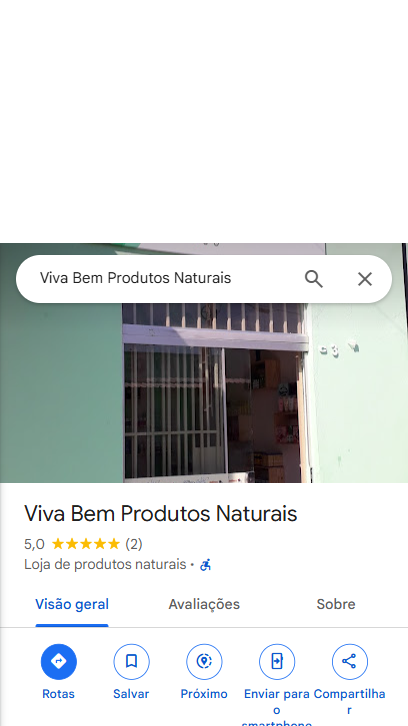 Viva Bem Produtos Naturais
Viva Bem Produtos Naturais
5,0 (2)
Loja de produtos naturais ·
Visão geral Avaliações Sobre
Rotas Salvar Próximo Enviar para o smartphone Compartilhar